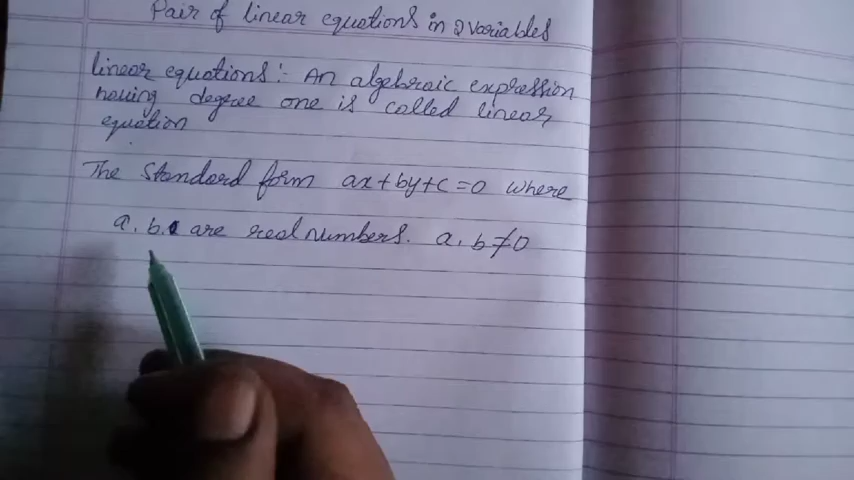 Pair of linear equations in 2 variables
linear equations :- An algebraic expression
having degree one is called linear
equation
The standard form ax+by+c=0 where
a, b, c are real numbers. a, b≠0